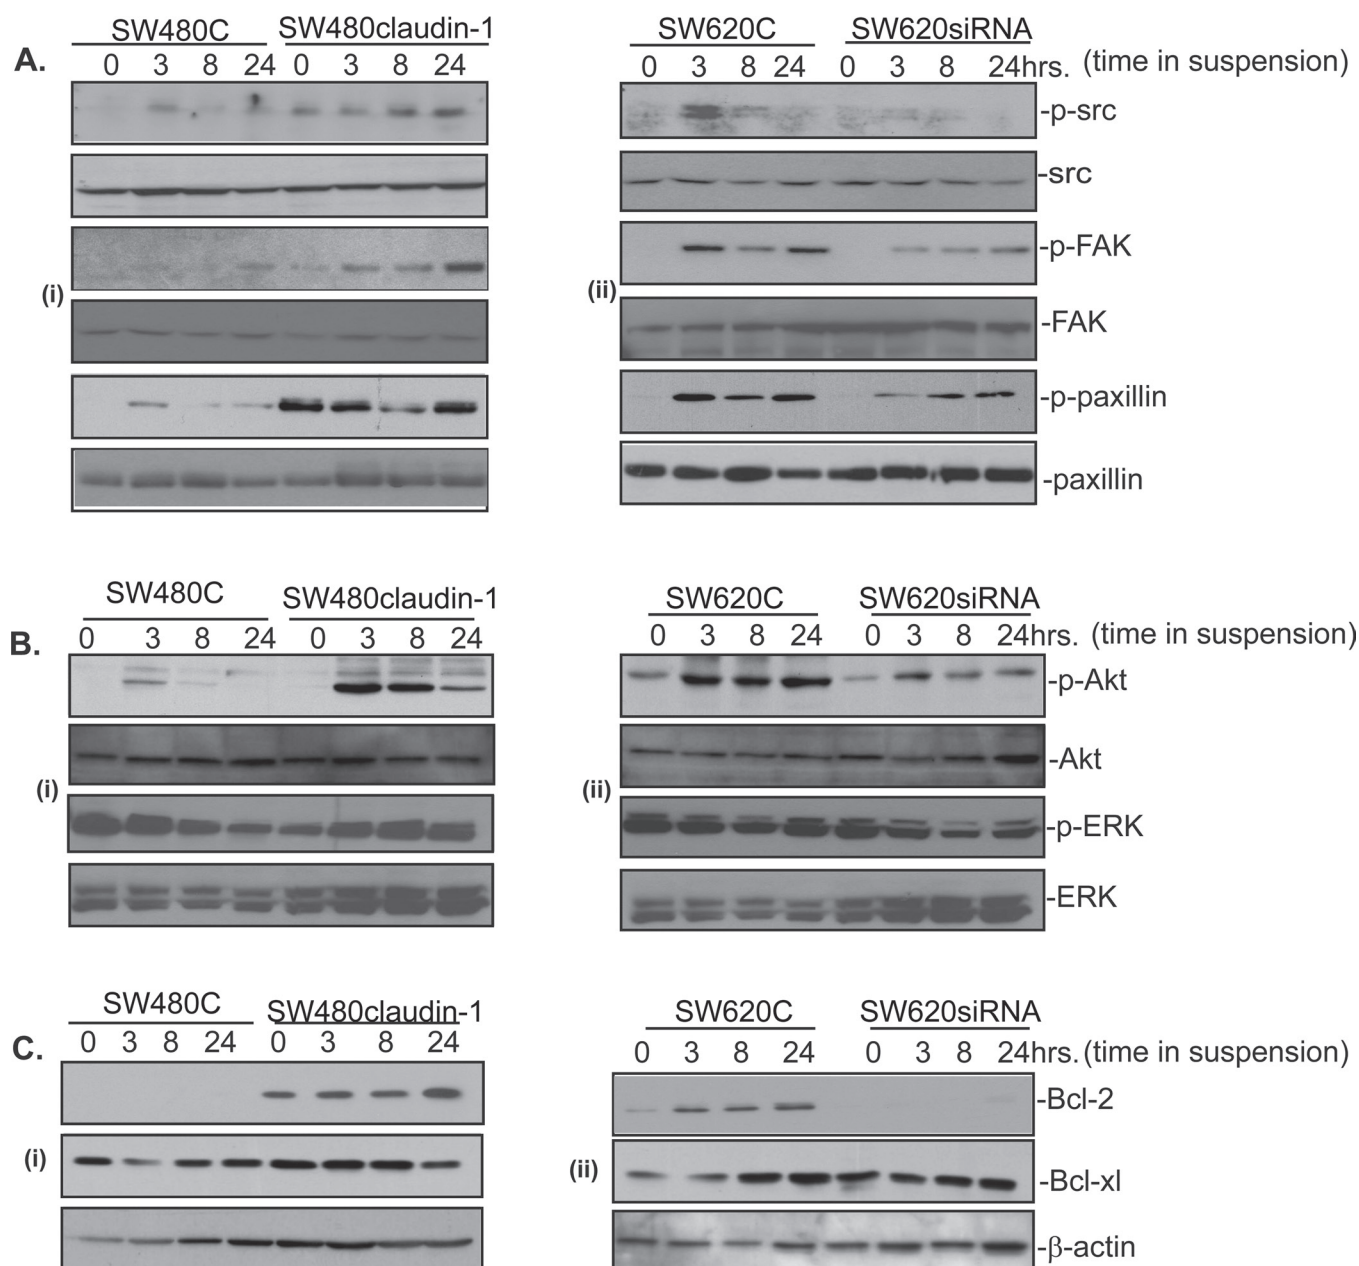 SW480C SW480claudin-1 SW620C SW620siRNA
A. 0 3 8 24 0 3 8 24 0 3 8 24 0 3 8 24hrs. (time in suspension)
-p-src
-src
-p-FAK
(i) (ii)
-FAK
-p-paxillin
-paxillin
SW480C SW480claudin-1 SW620C SW620siRNA
B. 0 3 8 24 0 3 8 24 0 3 8 24 0 3 8 24hrs. (time in suspension)
-p-Akt
-Akt
(i) (ii)
-p-ERK
-ERK
SW480C SW480claudin-1 SW620C SW620siRNA
C. 0 3 8 24 0 3 8 24 0 3 8 24 0 3 8 24hrs. (time in suspension)
-Bcl-2
(i) (ii)
-Bcl-xl
-β-actin